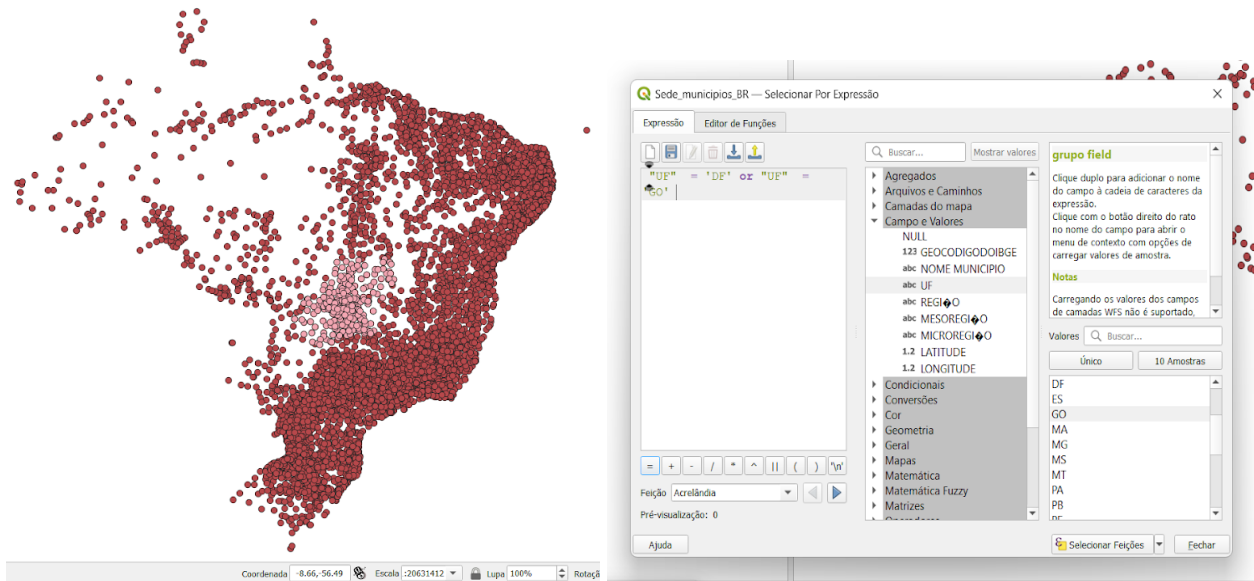 Coordenada -8.66,-56.49 Escala :20631412 Lupa 100% Rotaçã
Sede_municipios_BR — Selecionar Por Expressão
Expressão Editor de Funções
"UF" = 'DF' or "UF" =
'GO'
= + - / * ^ || ( ) '\n'
Feição Acrelândia
Pré-visualização: 0
Ajuda
Buscar... Mostrar valores
Agregados
Arquivos e Caminhos
Camadas do mapa
Campo e Valores
NULL
123 GEOCODIGODOIBGE
abc NOME MUNICIPIO
abc UF
abc REGI�O
abc MESOREGI�O
abc MICROREGI�O
1.2 LATITUDE
1.2 LONGITUDE
Condicionais
Conversões
Cor
Geometria
Geral
Mapas
Matemática
Matemática Fuzzy
Matrizes
grupo field
Clique duplo para adicionar o nome
do campo à cadeia de caracteres da
expressão.
Clique com o botão direito do rato
no nome do campo para abrir o
menu de contexto com opções de
carregar valores de amostra.
Notas
Carregando os valores dos campos
de camadas WFS não é suportado,
Valores Buscar...
Único 10 Amostras
DF
ES
GO
MA
MG
MS
MT
PA
PB
Selecionar Feições Fechar